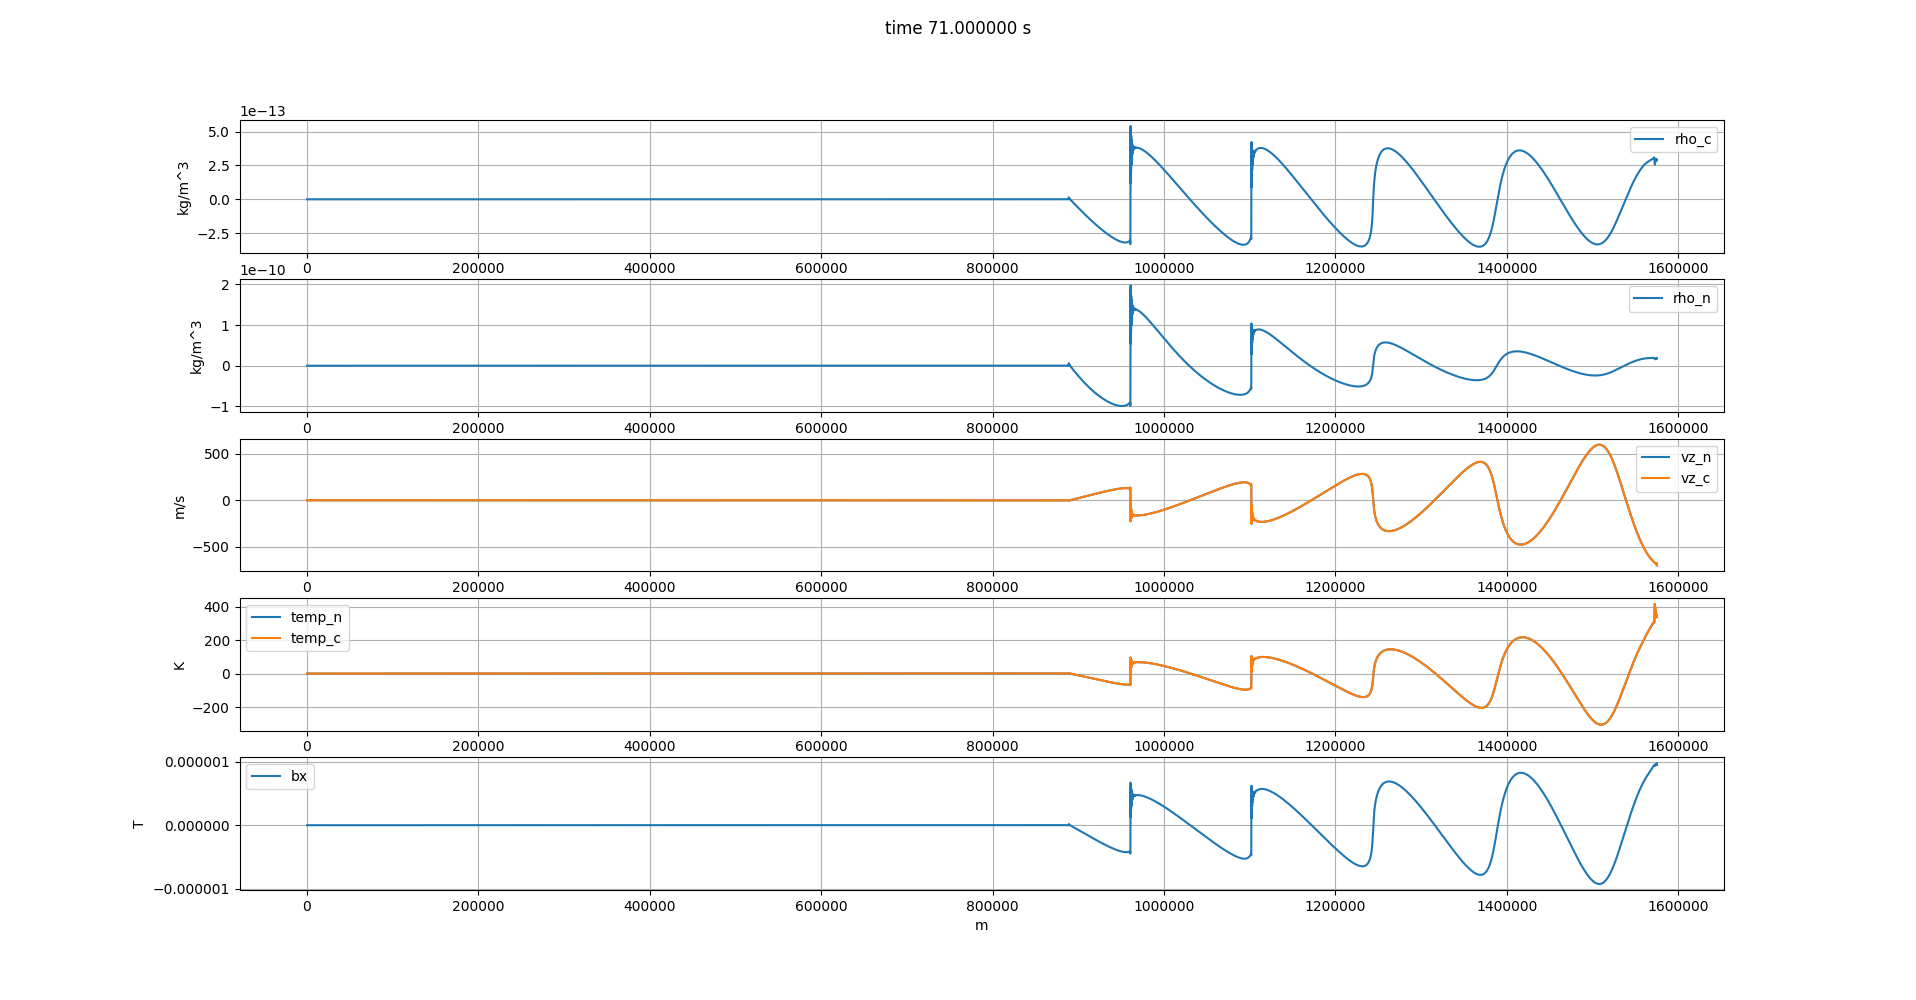 time 71.000000 s
1e−13
5.0
2.5
0.0
−2.5
kg/m^3
rho_c
0 200000 400000 600000 800000 1000000 1200000 1400000 1600000
1e−10
2
1
0
−1
kg/m^3
rho_n
0 200000 400000 600000 800000 1000000 1200000 1400000 1600000
500
0
−500
m/s
vz_n
vz_c
0 200000 400000 600000 800000 1000000 1200000 1400000 1600000
400
200
0
−200
K
temp_n
temp_c
0 200000 400000 600000 800000 1000000 1200000 1400000 1600000
0.000001
0.000000
−0.000001
T
bx
0 200000 400000 600000 800000 1000000 1200000 1400000 1600000
m